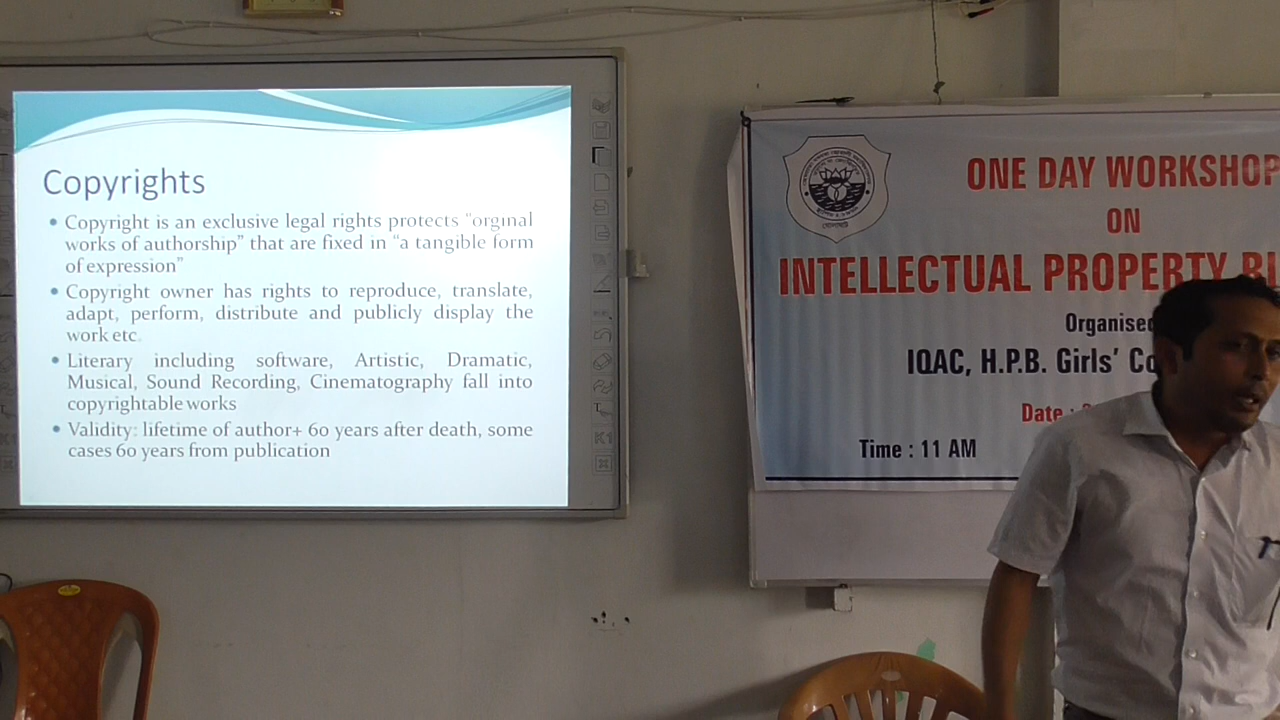 Copyrights
• Copyright is an exclusive legal rights protects “orginal
works of authorship” that are fixed in “a tangible form
of expression”
• Copyright owner has rights to reproduce, translate,
adapt, perform, distribute and publicly display the
work etc.
• Literary including software, Artistic, Dramatic,
Musical, Sound Recording, Cinematography fall into
copyrightable works
• Validity: lifetime of author+ 60 years after death, some
cases 60 years from publication
ONE DAY WORKSHOP
ON
INTELLECTUAL PROPERTY
Organised
IQAC, H.P.B. Girls’
Date :
Time : 11 AM